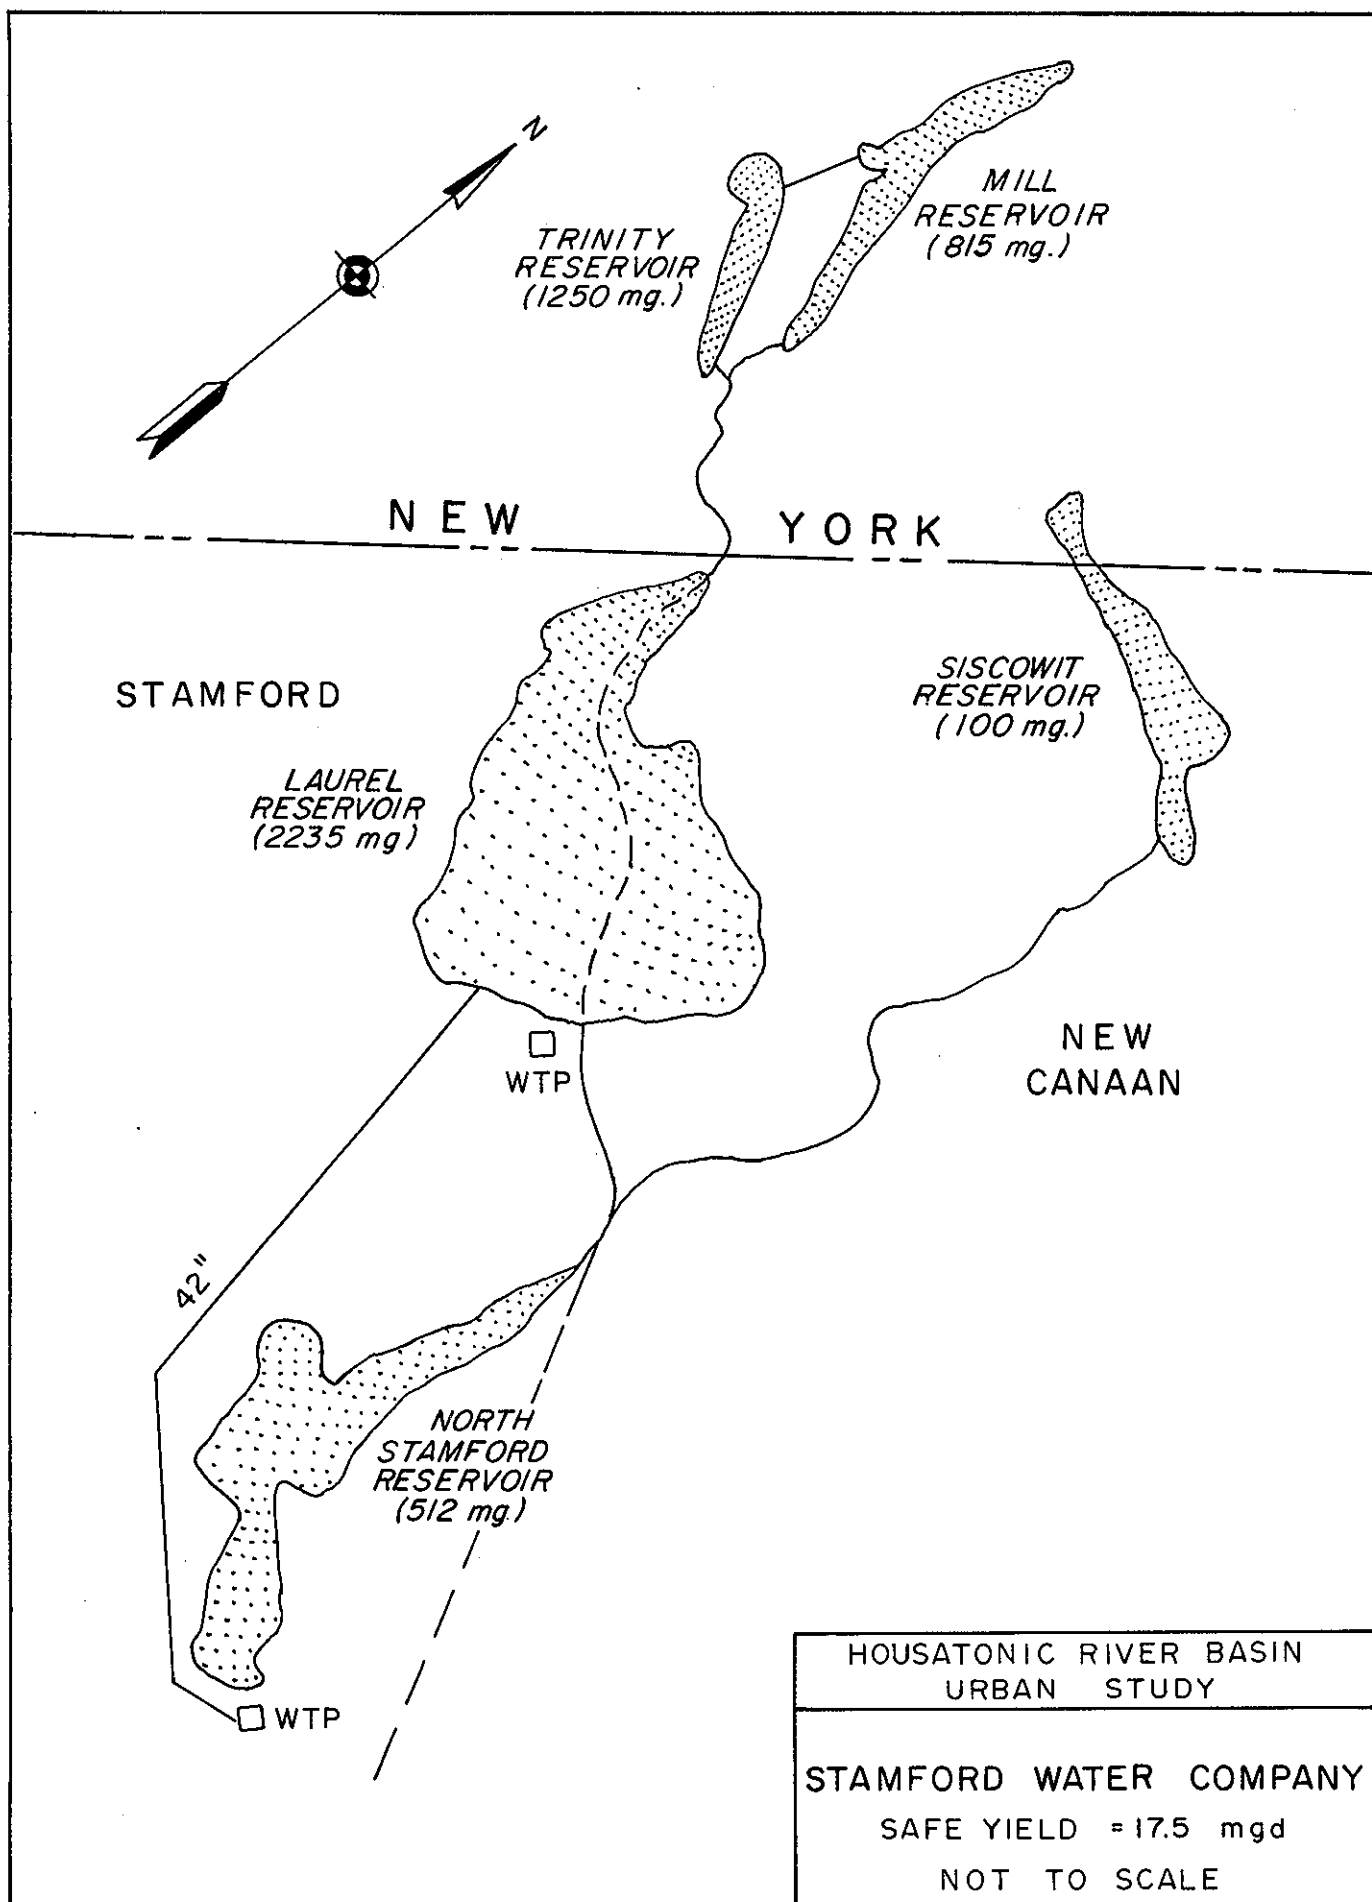 N
MILL
RESERVOIR
(815 mg.)
TRINITY
RESERVOIR
(1250 mg.)
NEW YORK
STAMFORD
SISCOWIT
RESERVOIR
(100 mg.)
LAUREL
RESERVOIR
(2235 mg)
WTP
NEW
CANAAN
42"
NORTH
STAMFORD
RESERVOIR
(512 mg.)
WTP
HOUSATONIC RIVER BASIN
URBAN STUDY
STAMFORD WATER COMPANY
SAFE YIELD = 17.5 mgd
NOT TO SCALE